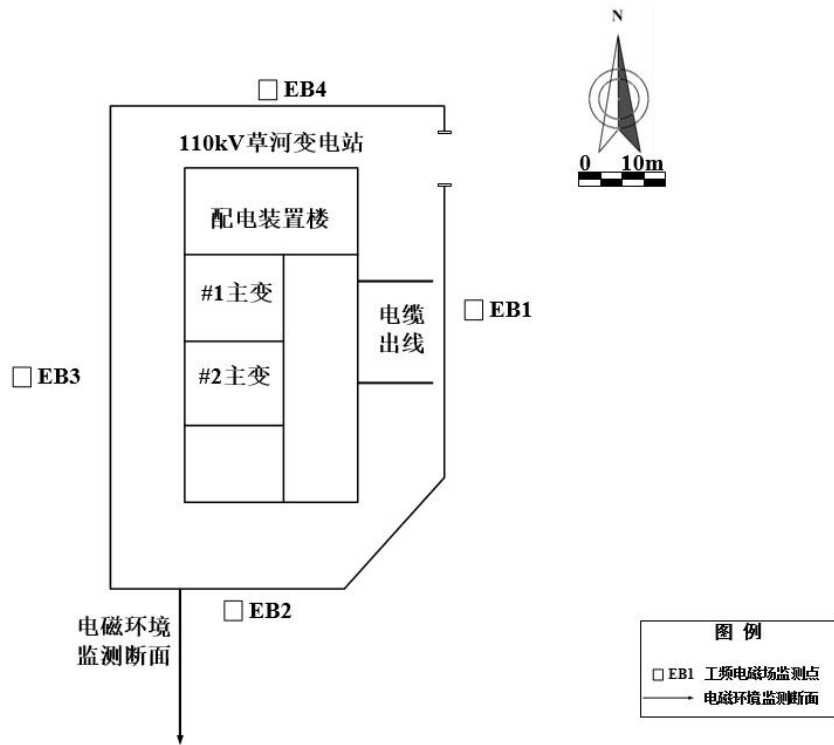 N
EB4
110kV草河变电站
0 10m
配电装置楼
#1主变
电缆
出线
EB1
#2主变
EB3
EB2
电磁环境
监测断面
图 例
EB1 工频电磁场监测点
电磁环境监测断面